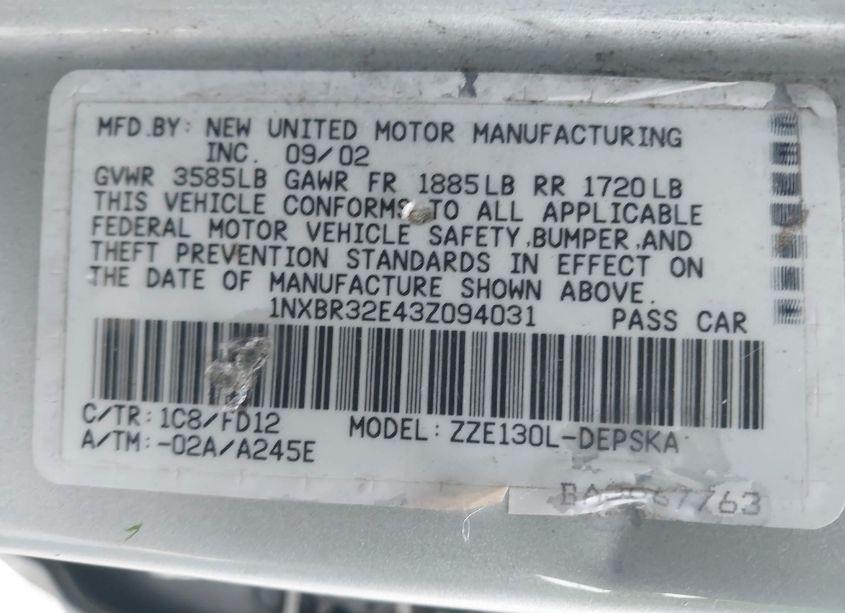 MFD.BY: NEW UNITED MOTOR MANUFACTURING
INC. 09/02
GVWR 3585LB GAWR FR 1885LB RR 1720LB
THIS VEHICLE CONFORMS TO ALL APPLICABLE
FEDERAL MOTOR VEHICLE SAFETY,BUMPER,AND
THEFT PREVENTION STANDARDS IN EFFECT ON
THE DATE OF MANUFACTURE SHOWN ABOVE.
1NXBR32E43Z094031 PASS CAR
C/TR: 1C8/FD12 MODEL: ZZE130L-DEPSKA
A/TM: -02A/A245E